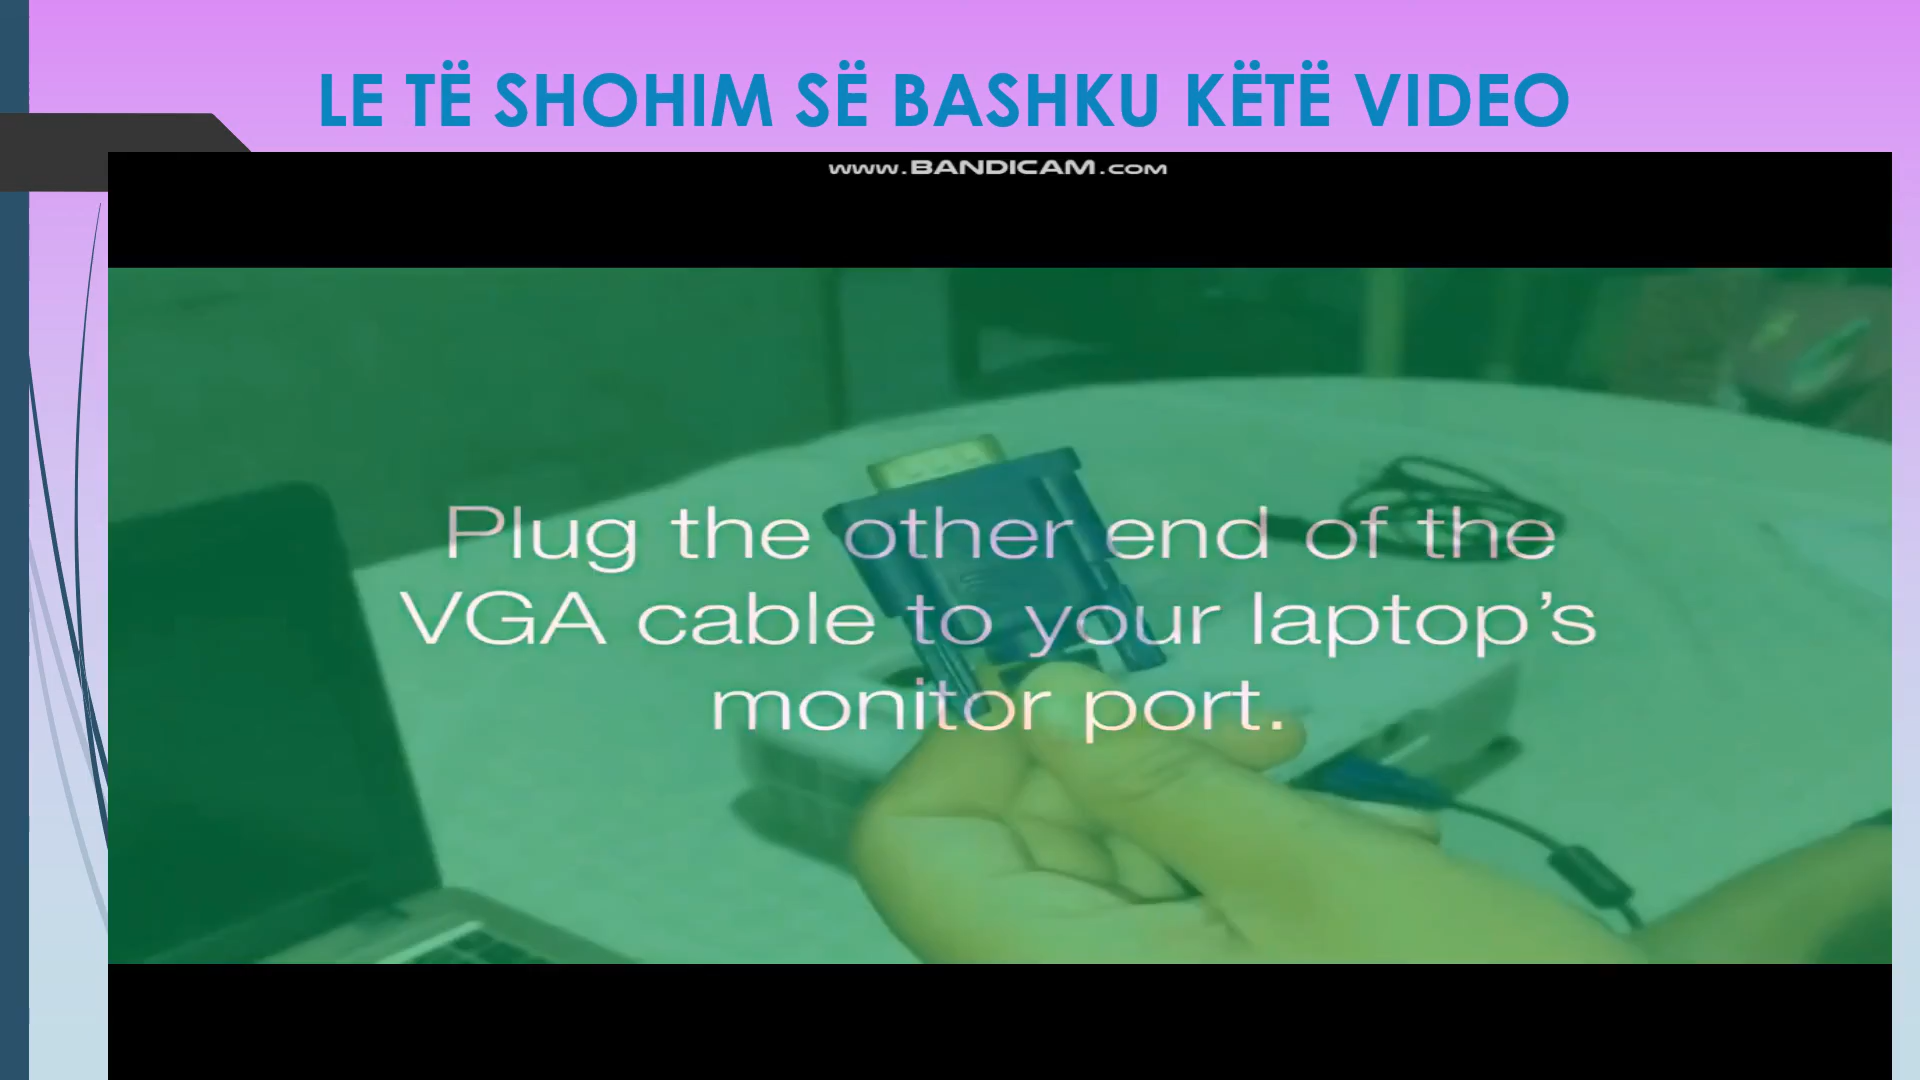 LE TË SHOHIM SË BASHKU KËTË VIDEO
www.BANDICAM.com
Plug the other end of the
VGA cable to your laptop’s
monitor port.